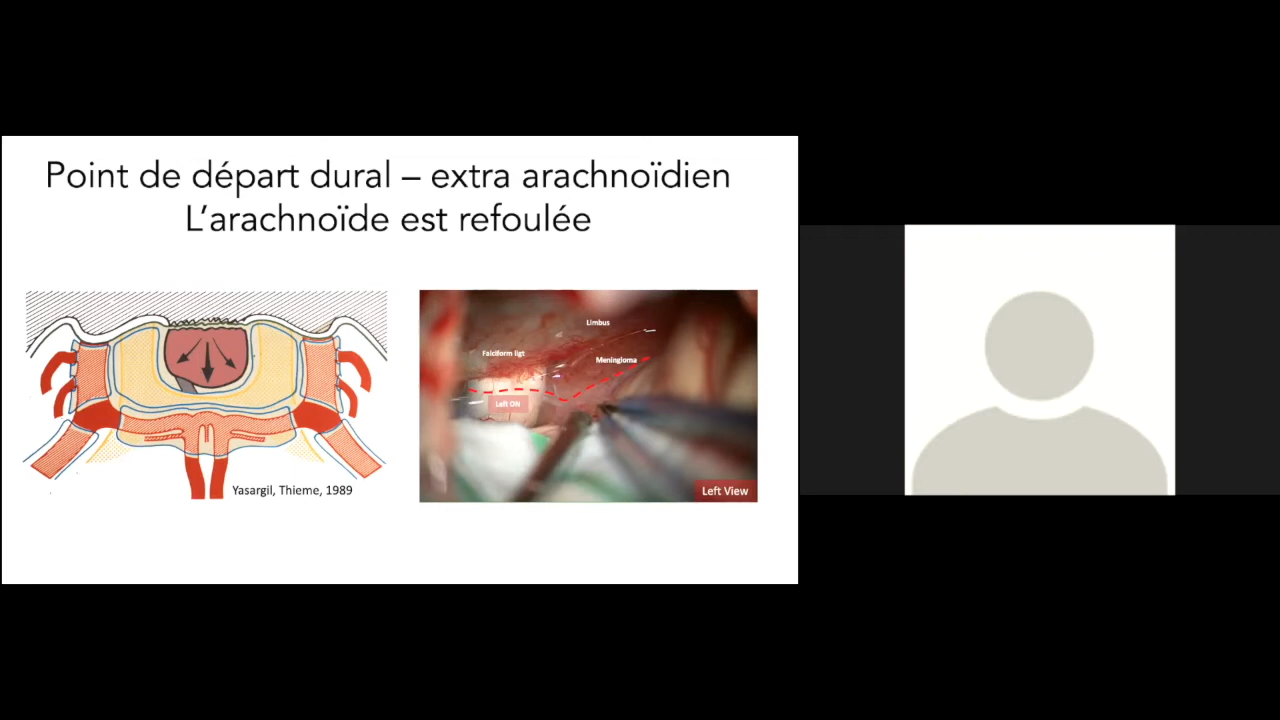 Point de départ dural – extra arachnoïdien
L’arachnoïde est refoulée
Yasargil, Thieme, 1989
Limbus
Falciform ligt
Meningioma
Left ON
Left View